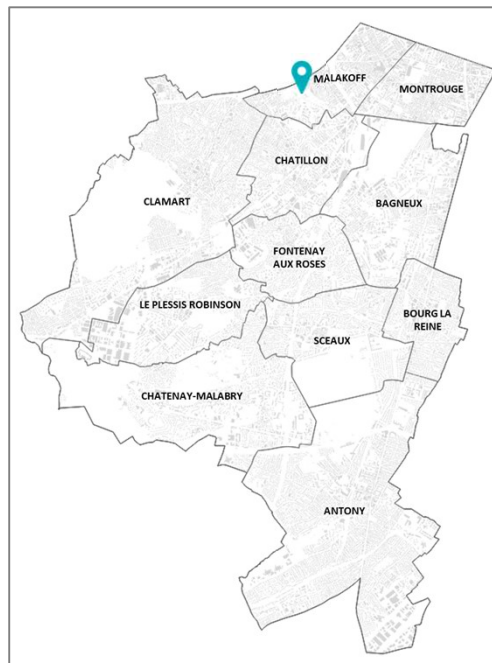 MALAKOFF
MONTROUGE
CHATILLON
CLAMART
BAGNEUX
FONTENAY
AUX ROSES
LE PLESSIS ROBINSON
BOURG LA
REINE
SCEAUX
CHATENAY-MALABRY
ANTONY